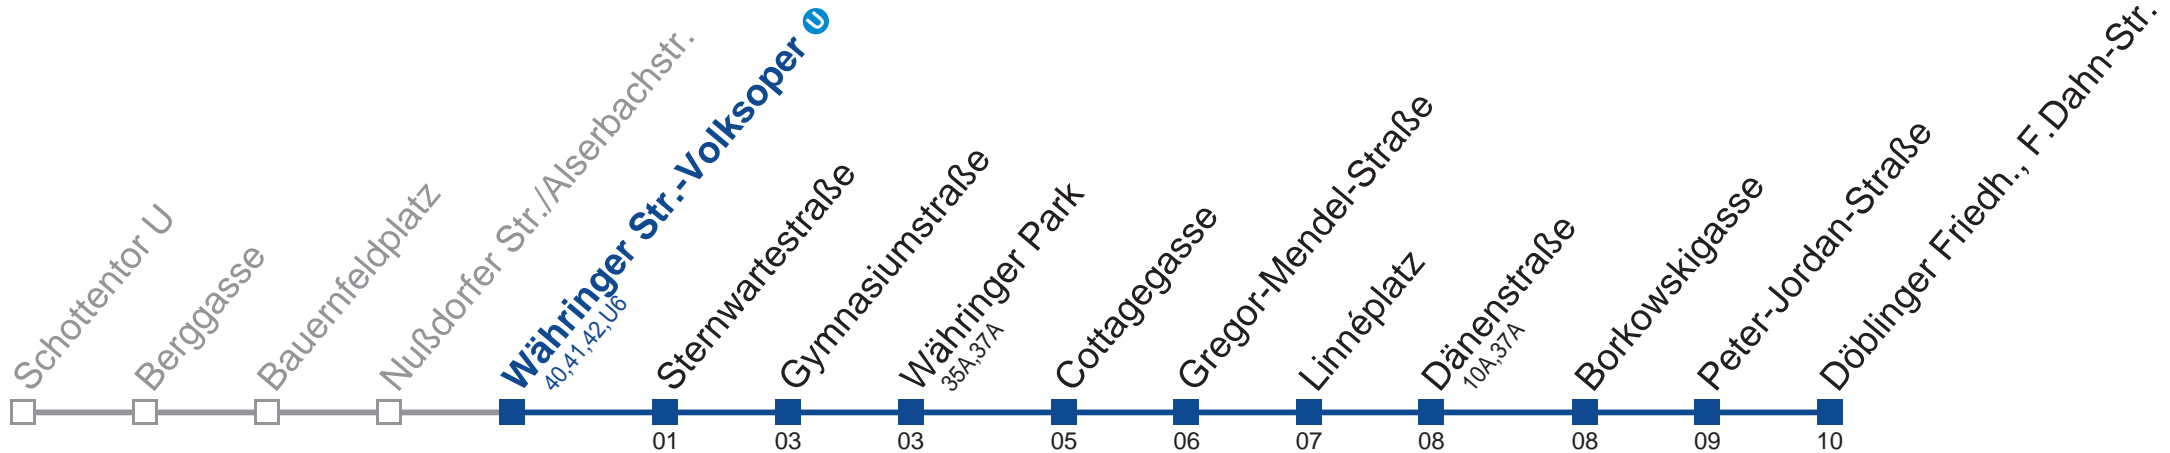 Schottentor U
Berggasse
Bauernfeldplatz
Nußdorfer Str./Alserbachstr.
Währinger Str.-Volksoper U
40,41,42,U6
Sternwartestraße
Gymnasiumstraße
Währinger Park
35A,37A
Cottagegasse
Gregor-Mendel-Straße
Linnéplatz
Dänenstraße
10A,37A
Borkowskigasse
Peter-Jordan-Straße
Döblinger Friedh., F.Dahn-Str.
01 03 03 05 06 07 08 08 09 10